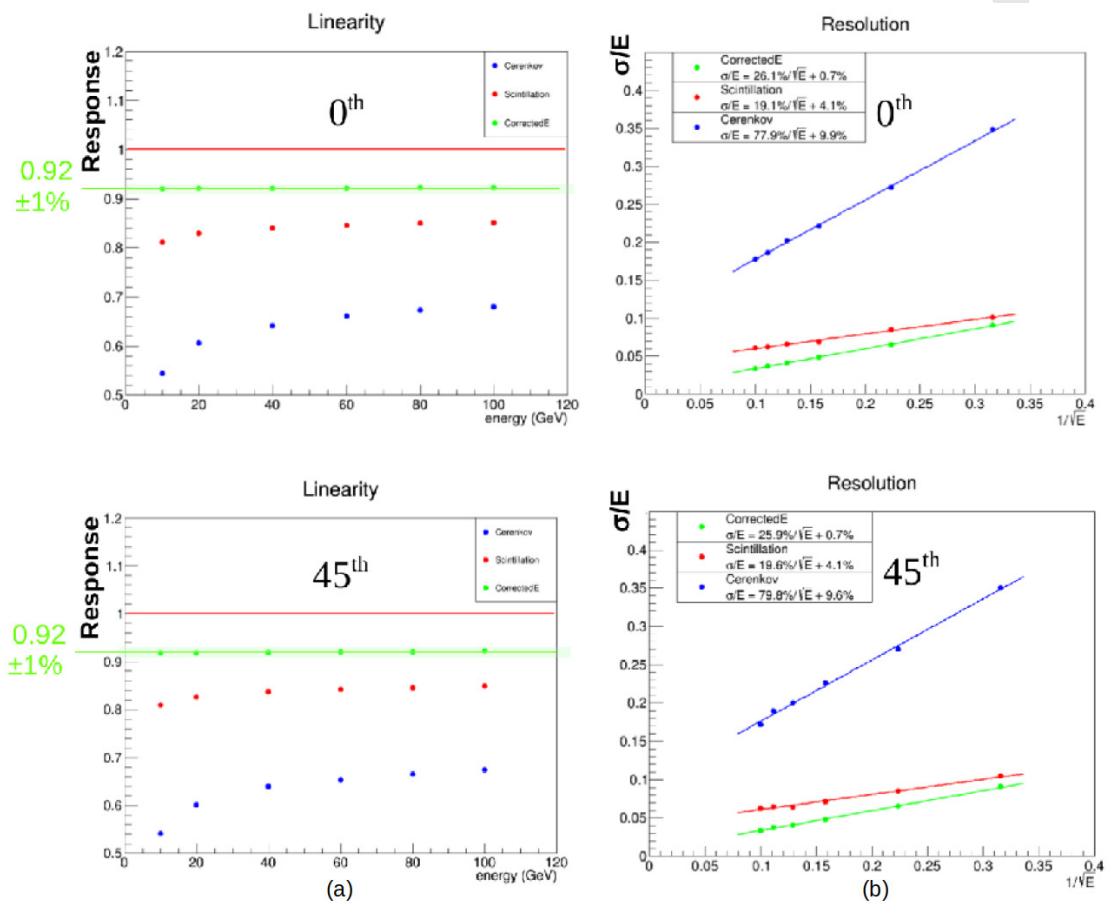 Linearity
Response
1.2
1.1
1
0.9
0.8
0.7
0.6
0.5
0 20 40 60 80 100 120
energy (GeV)
Cerenkov
Scintillation
CorrectedE
0th
0.92
±1%
Resolution
σ/E
0.4
0.35
0.3
0.25
0.2
0.15
0.1
0.05
0
0 0.05 0.1 0.15 0.2 0.25 0.3 0.35 0.4
1/√E
CorrectedE
σ/E = 26.1%/√E + 0.7%
Scintillation
σ/E = 19.1%/√E + 4.1%
Cerenkov
σ/E = 77.9%/√E + 9.9%
0th
Linearity
Response
1.2
1.1
1
0.9
0.8
0.7
0.6
0.5
0 20 40 60 80 100 120
energy (GeV)
Cerenkov
Scintillation
CorrectedE
45th
0.92
±1%
(a)
Resolution
σ/E
0.4
0.35
0.3
0.25
0.2
0.15
0.1
0.05
0
0 0.05 0.1 0.15 0.2 0.25 0.3 0.35 0.4
1/√E
CorrectedE
σ/E = 25.9%/√E + 0.7%
Scintillation
σ/E = 19.6%/√E + 4.1%
Cerenkov
σ/E = 79.8%/√E + 9.6%
45th
(b)